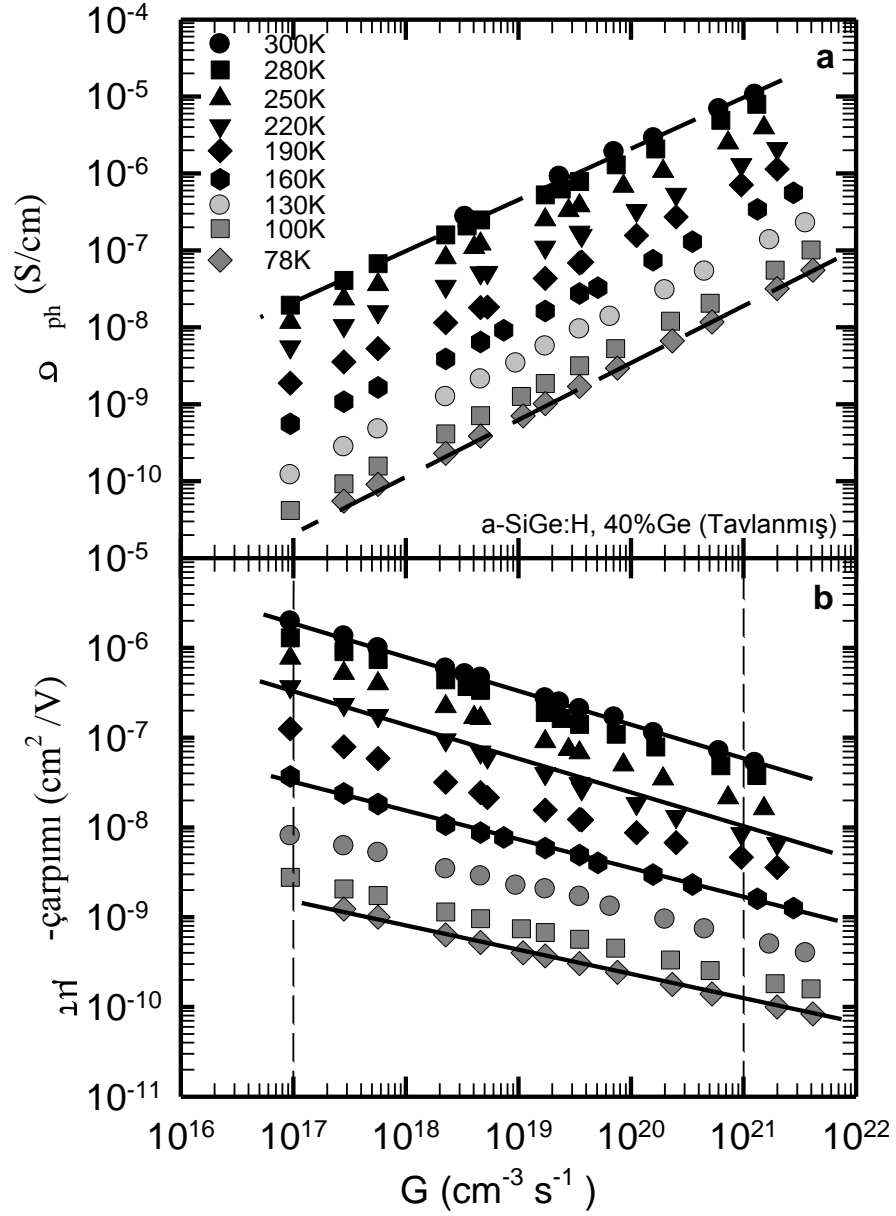 10⁻⁴
10⁻⁵
10⁻⁶
10⁻⁷
10⁻⁸
10⁻⁹
10⁻¹⁰
10⁻⁵
σ ph (S/cm)
300K
280K
250K
220K
190K
160K
130K
100K
78K
a
a-SiGe:H, 40%Ge (Tavlanmış)
b
10⁻⁶
10⁻⁷
10⁻⁸
10⁻⁹
10⁻¹⁰
10⁻¹¹
μτ -çarpımı (cm² /V)
10¹⁶ 10¹⁷ 10¹⁸ 10¹⁹ 10²⁰ 10²¹ 10²²
G (cm⁻³ s⁻¹)